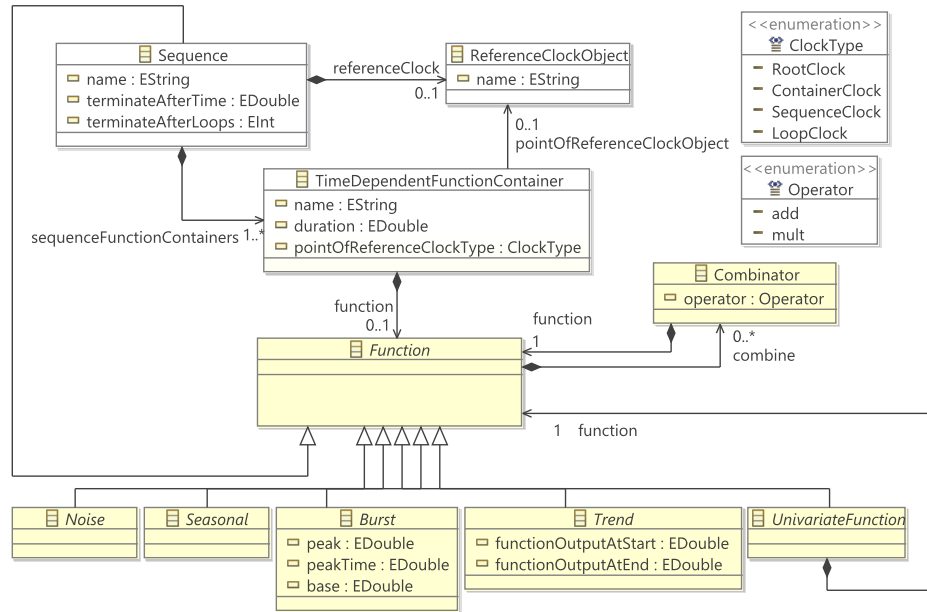 Sequence
name : EString
terminateAfterTime : EDouble
terminateAfterLoops : EInt
referenceClock
0..1
ReferenceClockObject
name : EString
<<enumeration>>
ClockType
RootClock
ContainerClock
SequenceClock
LoopClock
0..1
pointOfReferenceClockObject
<<enumeration>>
Operator
add
mult
sequenceFunctionContainers
1..*
TimeDependentFunctionContainer
name : EString
duration : EDouble
pointOfReferenceClockType : ClockType
function
0..1
Combinator
operator : Operator
function
1
0..*
combine
Function
1
function
Noise
Seasonal
Burst
peak : EDouble
peakTime : EDouble
base : EDouble
Trend
functionOutputAtStart : EDouble
functionOutputAtEnd : EDouble
UnivariateFunction